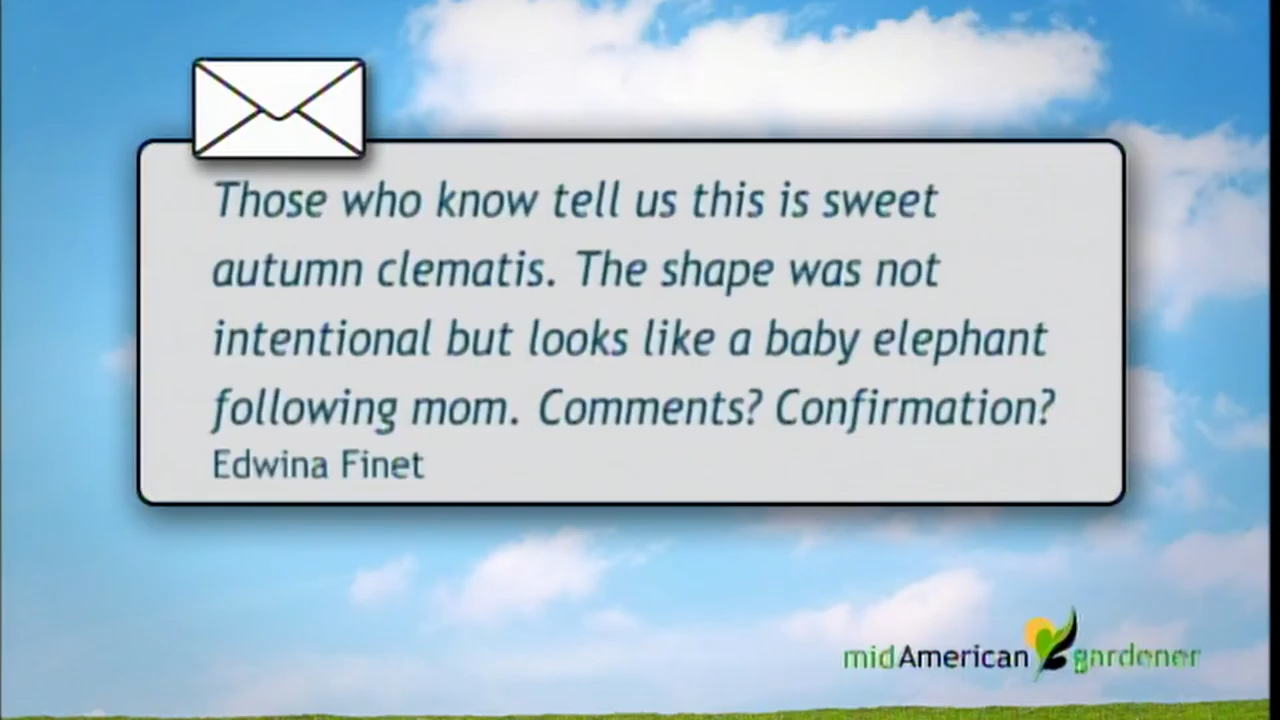 Those who know tell us this is sweet
autumn clematis. The shape was not
intentional but looks like a baby elephant
following mom. Comments? Confirmation?
Edwina Finet
midAmerican gardener